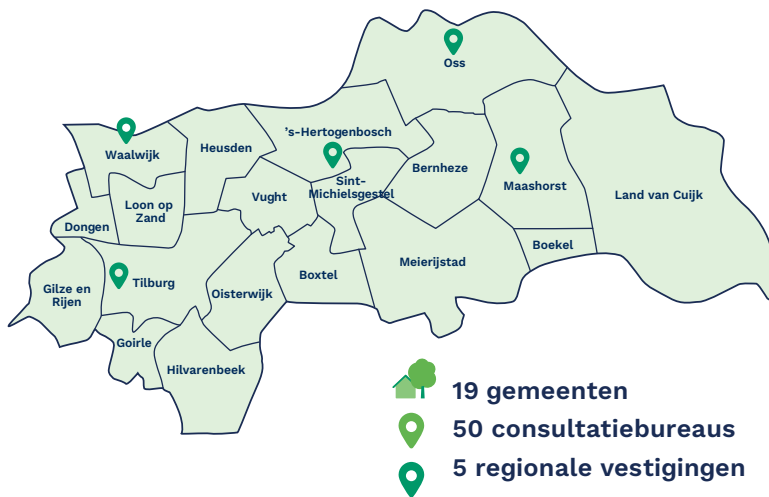 Oss
's-Hertogenbosch
Waalwijk
Heusden
Bernheze
Sint-
Michielsgestel
Maashorst
Vught
Land van Cuijk
Loon op
Zand
Dongen
Boekel
Meierijstad
Boxtel
Tilburg
Gilze en
Rijen
Oisterwijk
Goirle
Hilvarenbeek
19 gemeenten
50 consultatiebureaus
5 regionale vestigingen